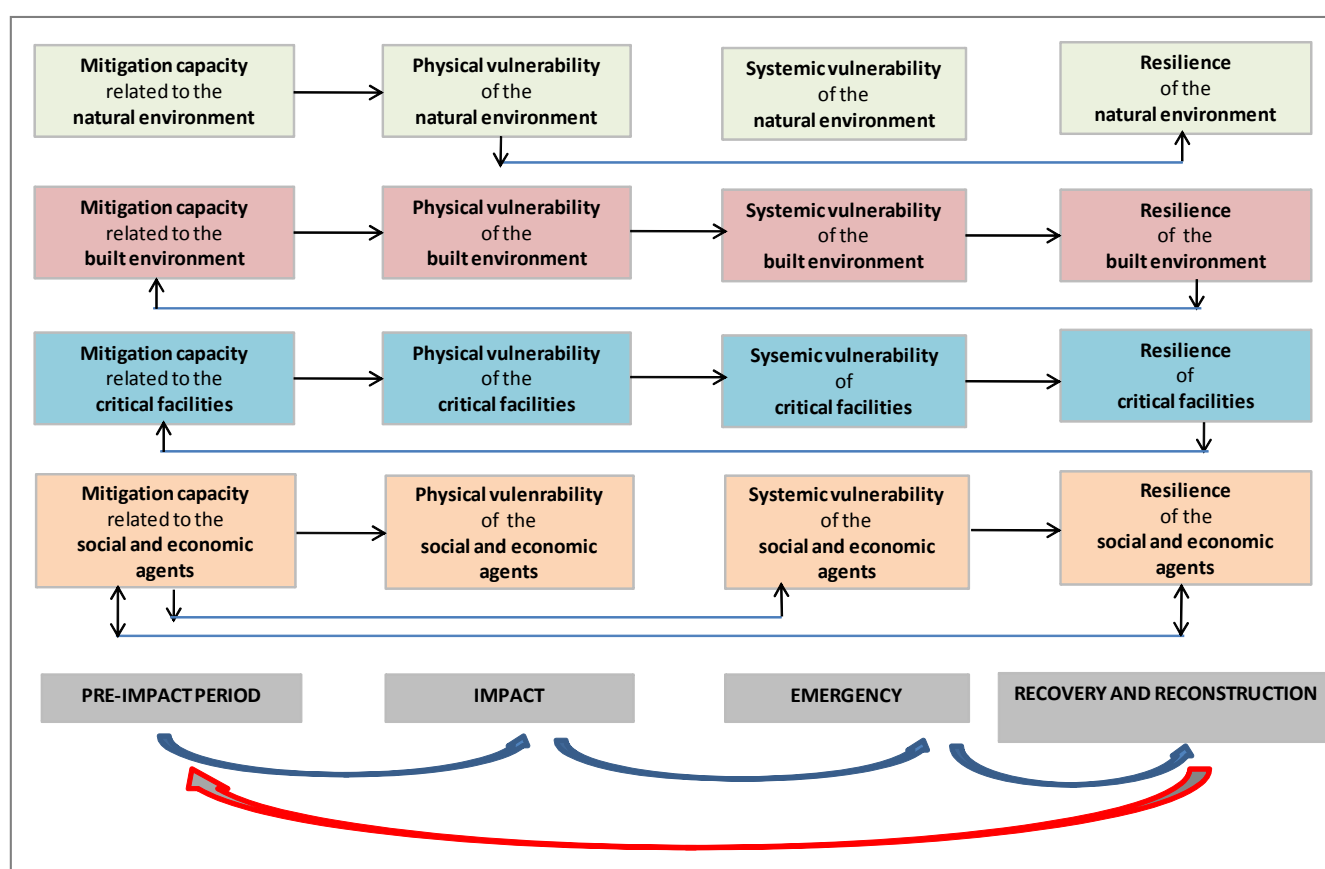 Mitigation capacity
related to the
natural environment
Physical vulnerability
of the
natural environment
Systemic vulnerability
of the
natural environment
Resilience
of the
natural environment
Mitigation capacity
related to the
built environment
Physical vulnerability
of the
built environment
Systemic vulnerability
of the
built environment
Resilience
of the
built environment
Mitigation capacity
related to the
critical facilities
Physical vulnerability
of the
critical facilities
Sysemic vulnerability
of
critical facilities
Resilience
of
critical facilities
Mitigation capacity
related to the
social and economic
agents
Physical vulenrability
of the
social and economic
agents
Systemic vulnerability
of the
social and economic
agents
Resilience
of the
social and economic
agents
PRE-IMPACT PERIOD
IMPACT
EMERGENCY
RECOVERY AND RECONSTRUCTION